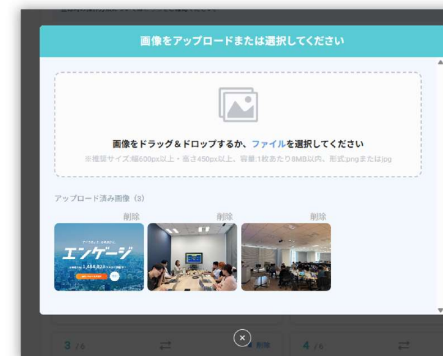 画像をアップロードまたは選択してください
画像をドラッグ＆ドロップするか、ファイルを選択してください
※推奨サイズ:幅600px以上・高さ450px以上、容量:1枚あたり8MB以内、形式:pngまたはjpg
アップロード済み画像（3）
削除
削除
削除
エンゲージ
3 / 6
削除
4 / 6